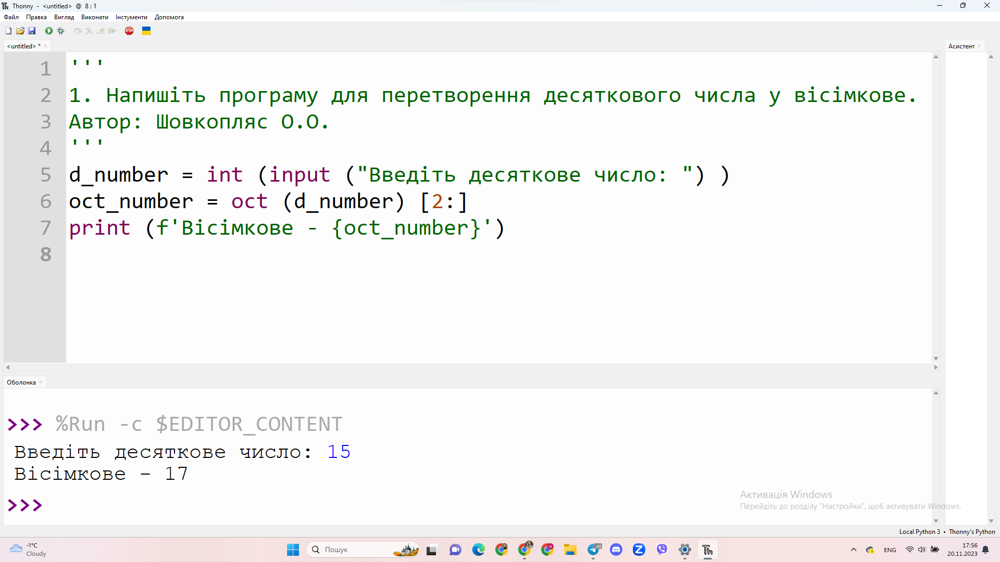 Thonny - <untitled> @ 8 : 1
Файл Правка Вигляд Виконати Інстументи Допомога
STOP
<untitled> *
Асистент
1 '''
2 1. Напишіть програму для перетворення десяткового числа у вісімкове.
3 Автор: Шовкопляс О.О.
4 '''
5 d_number = int (input ("Введіть десяткове число: ") )
6 oct_number = oct (d_number) [2:]
7 print (f'Вісімкове - {oct_number}')
8
Оболонка
>>> %Run -c $EDITOR_CONTENT
Введіть десяткове число: 15
Вісімкове - 17
>>>
Активація Windows
Перейдіть до розділу "Настройки", щоб активувати Windows.
Local Python 3 • Thonny's Python
-1°C
Cloudy
Пошук
46
ENG
17:56
20.11.2023